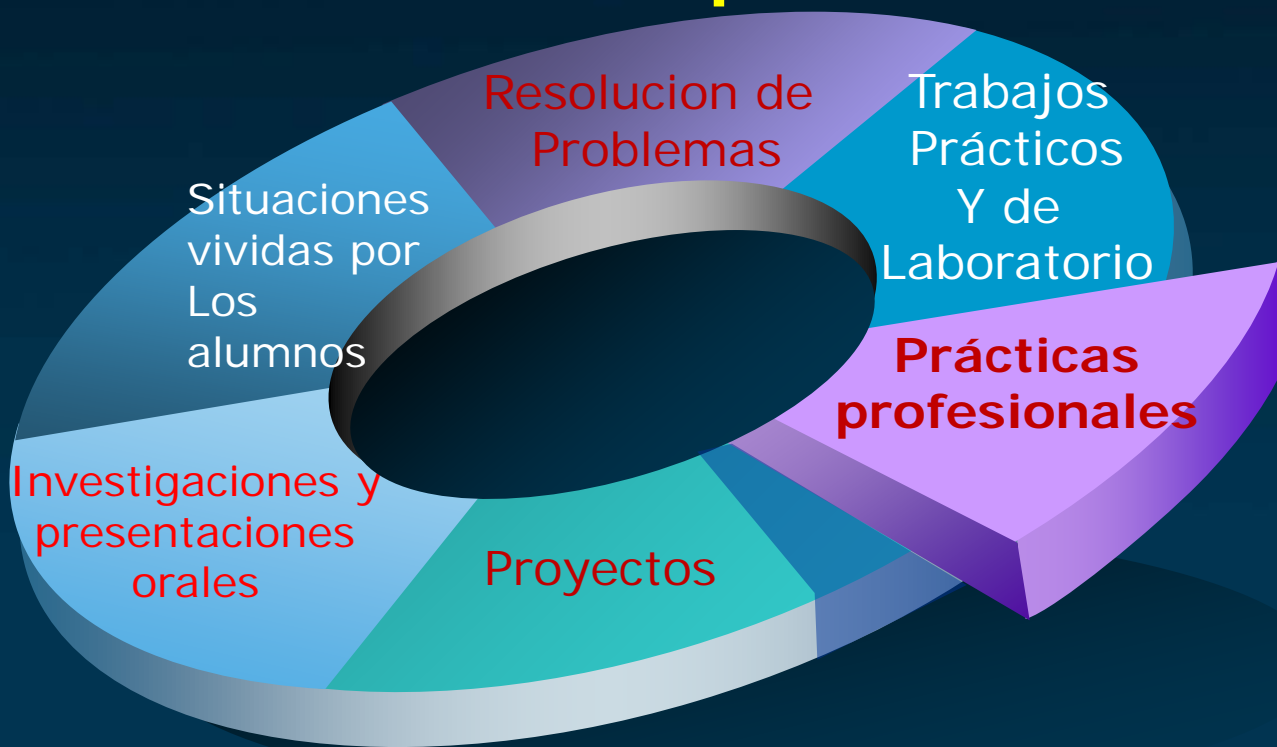 Resolucion de
Problemas
Trabajos
Prácticos
Y de
Laboratorio
Situaciones
vividas por
Los
alumnos
Prácticas
profesionales
Investigaciones y
presentaciones
orales
Proyectos